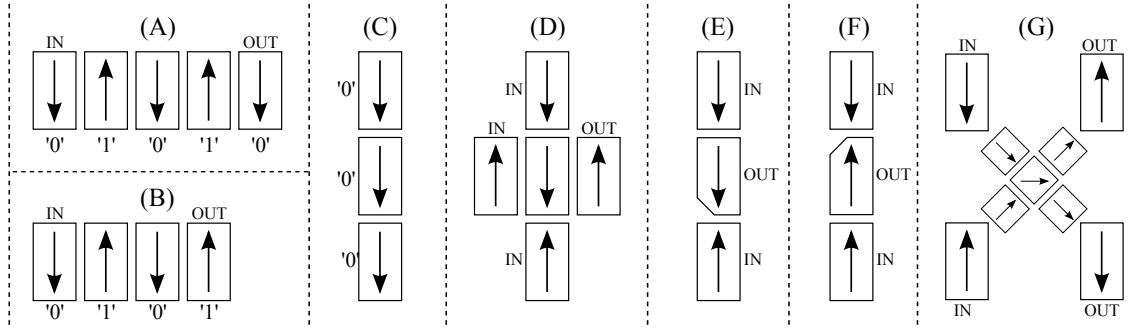 (A)
IN OUT
'0' '1' '0' '1' '0'
(B)
IN OUT
'0' '1' '0' '1'
(C)
'0'
'0'
'0'
(D)
IN
IN OUT
IN
(E)
IN
OUT
IN
(F)
IN
OUT
IN
(G)
IN OUT
IN OUT